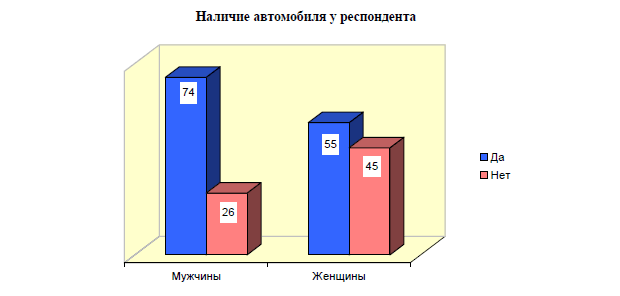 Наличие автомобиля у респондента
74
26
55
45
Да
Нет
Мужчины
Женщины